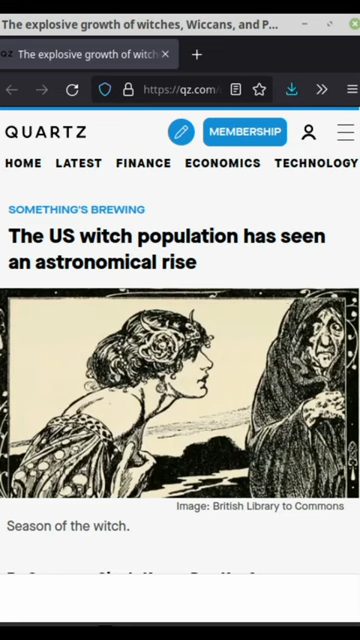 The explosive growth of witches, Wiccans, and P...
QZ The explosive growth of witch
https://qz.com/
QUARTZ
MEMBERSHIP
HOME LATEST FINANCE ECONOMICS TECHNOLOGY
SOMETHING'S BREWING
The US witch population has seen
an astronomical rise
Image: British Library to Commons
Season of the witch.